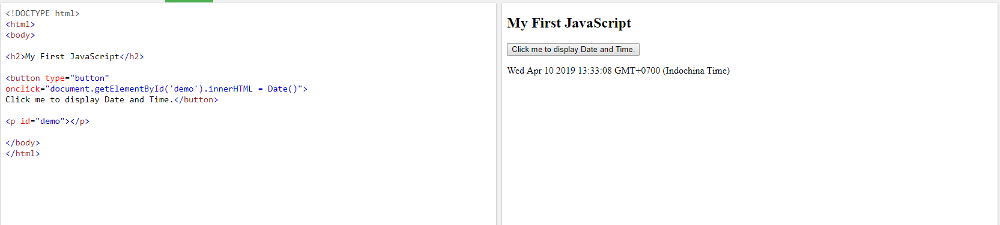 <!DOCTYPE html>
<html>
<body>
<h2>My First JavaScript</h2>
<button type="button"
onclick="document.getElementById('demo').innerHTML = Date()">
Click me to display Date and Time.</button>
<p id="demo"></p>
</body>
</html>
My First JavaScript
Click me to display Date and Time.
Wed Apr 10 2019 13:33:08 GMT+0700 (Indochina Time)